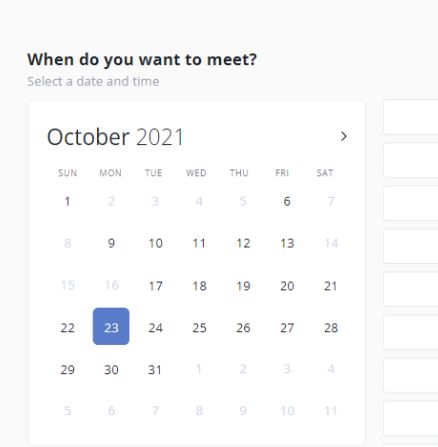 When do you want to meet?
Select a date and time
October 2021
SUN MON TUE WED THU FRI SAT
1 2 3 4 5 6 7
8 9 10 11 12 13 14
15 16 17 18 19 20 21
22 23 24 25 26 27 28
29 30 31 1 2 3 4
5 6 7 8 9 10 11